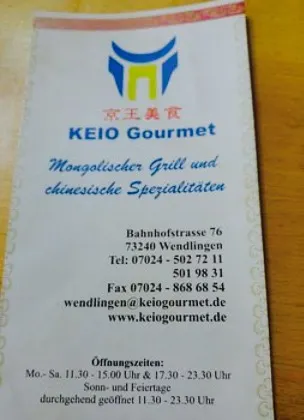 京王美食
KEIO Gourmet
Mongolischer Grill und
chinesische Spezialitäten
Bahnhofstrasse 76
73240 Wendlingen
Tel: 07024 - 502 72 11
501 98 31
Fax 07024 - 868 68 54
wendlingen@keiogourmet.de
www.keiogourmet.de
Öffnungszeiten:
Mo.- Sa. 11.30 - 15.00 Uhr & 17.30 - 23.30 Uhr
Sonn- und Feiertage
durchgehend geöffnet 11.30 - 23.30 Uhr